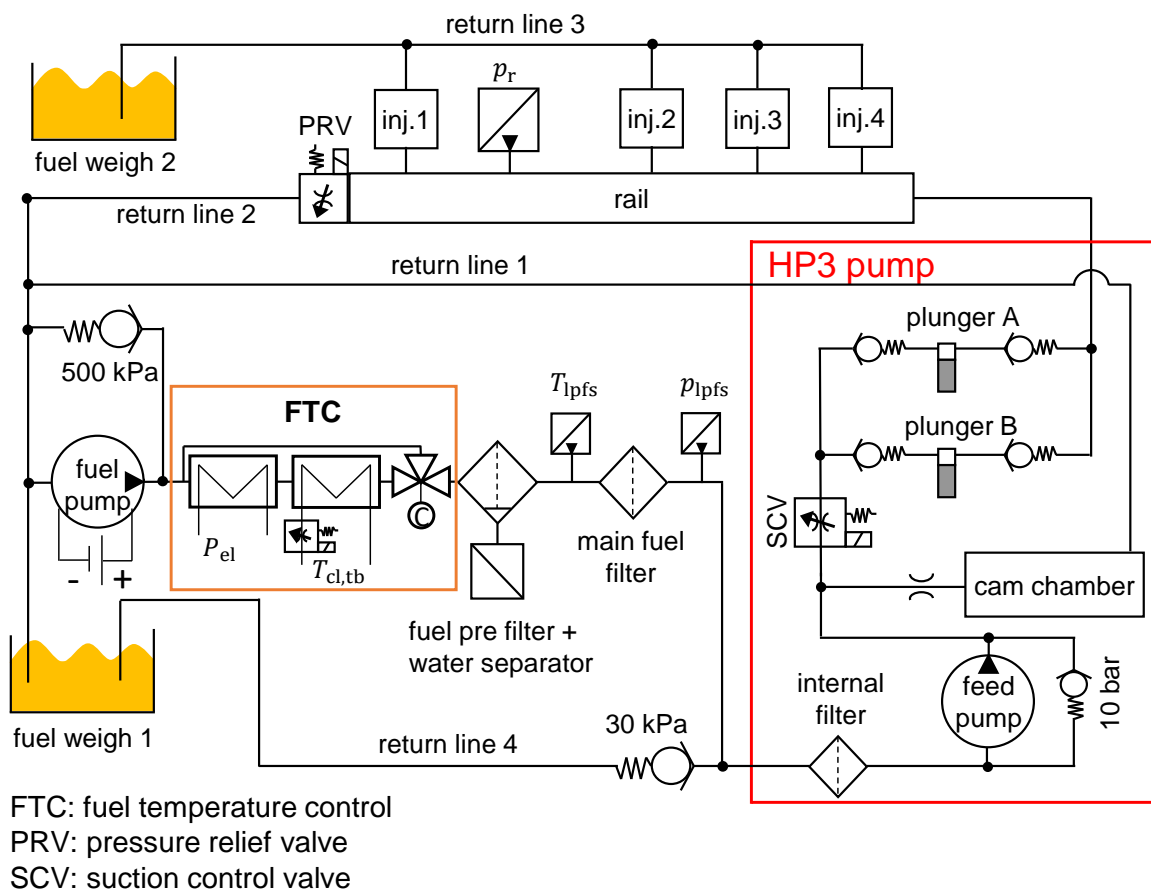 return line 3
fuel weigh 2
PRV
inj.1
p_r
inj.2
inj.3
inj.4
rail
return line 2
return line 1
HP3 pump
500 kPa
plunger A
plunger B
FTC
T_lpfs
p_lpfs
fuel
pump
- +
P_el
T_cl,tb
C
main fuel
filter
SCV
cam chamber
fuel pre filter +
water separator
internal
filter
feed
pump
10 bar
fuel weigh 1
return line 4
30 kPa
FTC: fuel temperature control
PRV: pressure relief valve
SCV: suction control valve